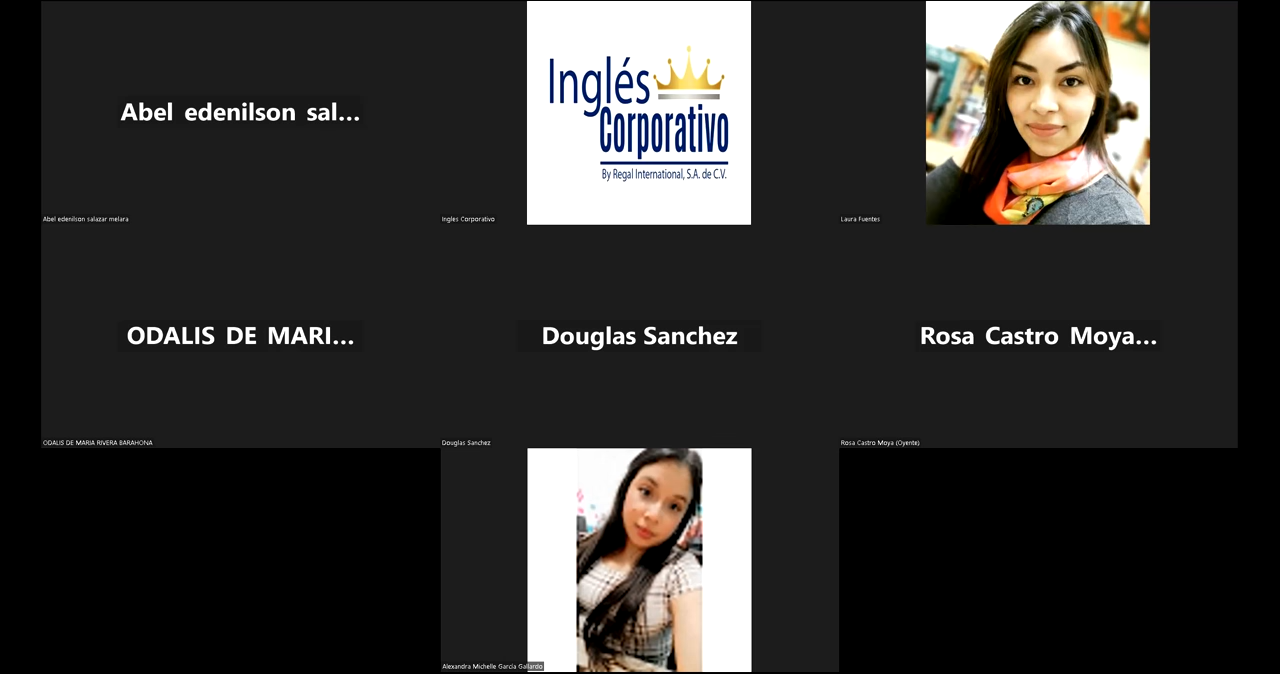 Abel edenilson sal...
Abel edenilson salazar melara
Inglés
Corporativo
By Regal International, S.A. de C.V.
Ingles Corporativo
Laura Fuentes
ODALIS DE MARI...
ODALIS DE MARIA RIVERA BARAHONA
Douglas Sanchez
Douglas Sanchez
Rosa Castro Moya...
Rosa Castro Moya (Oyente)
Alexandra Michelle García Gallardo